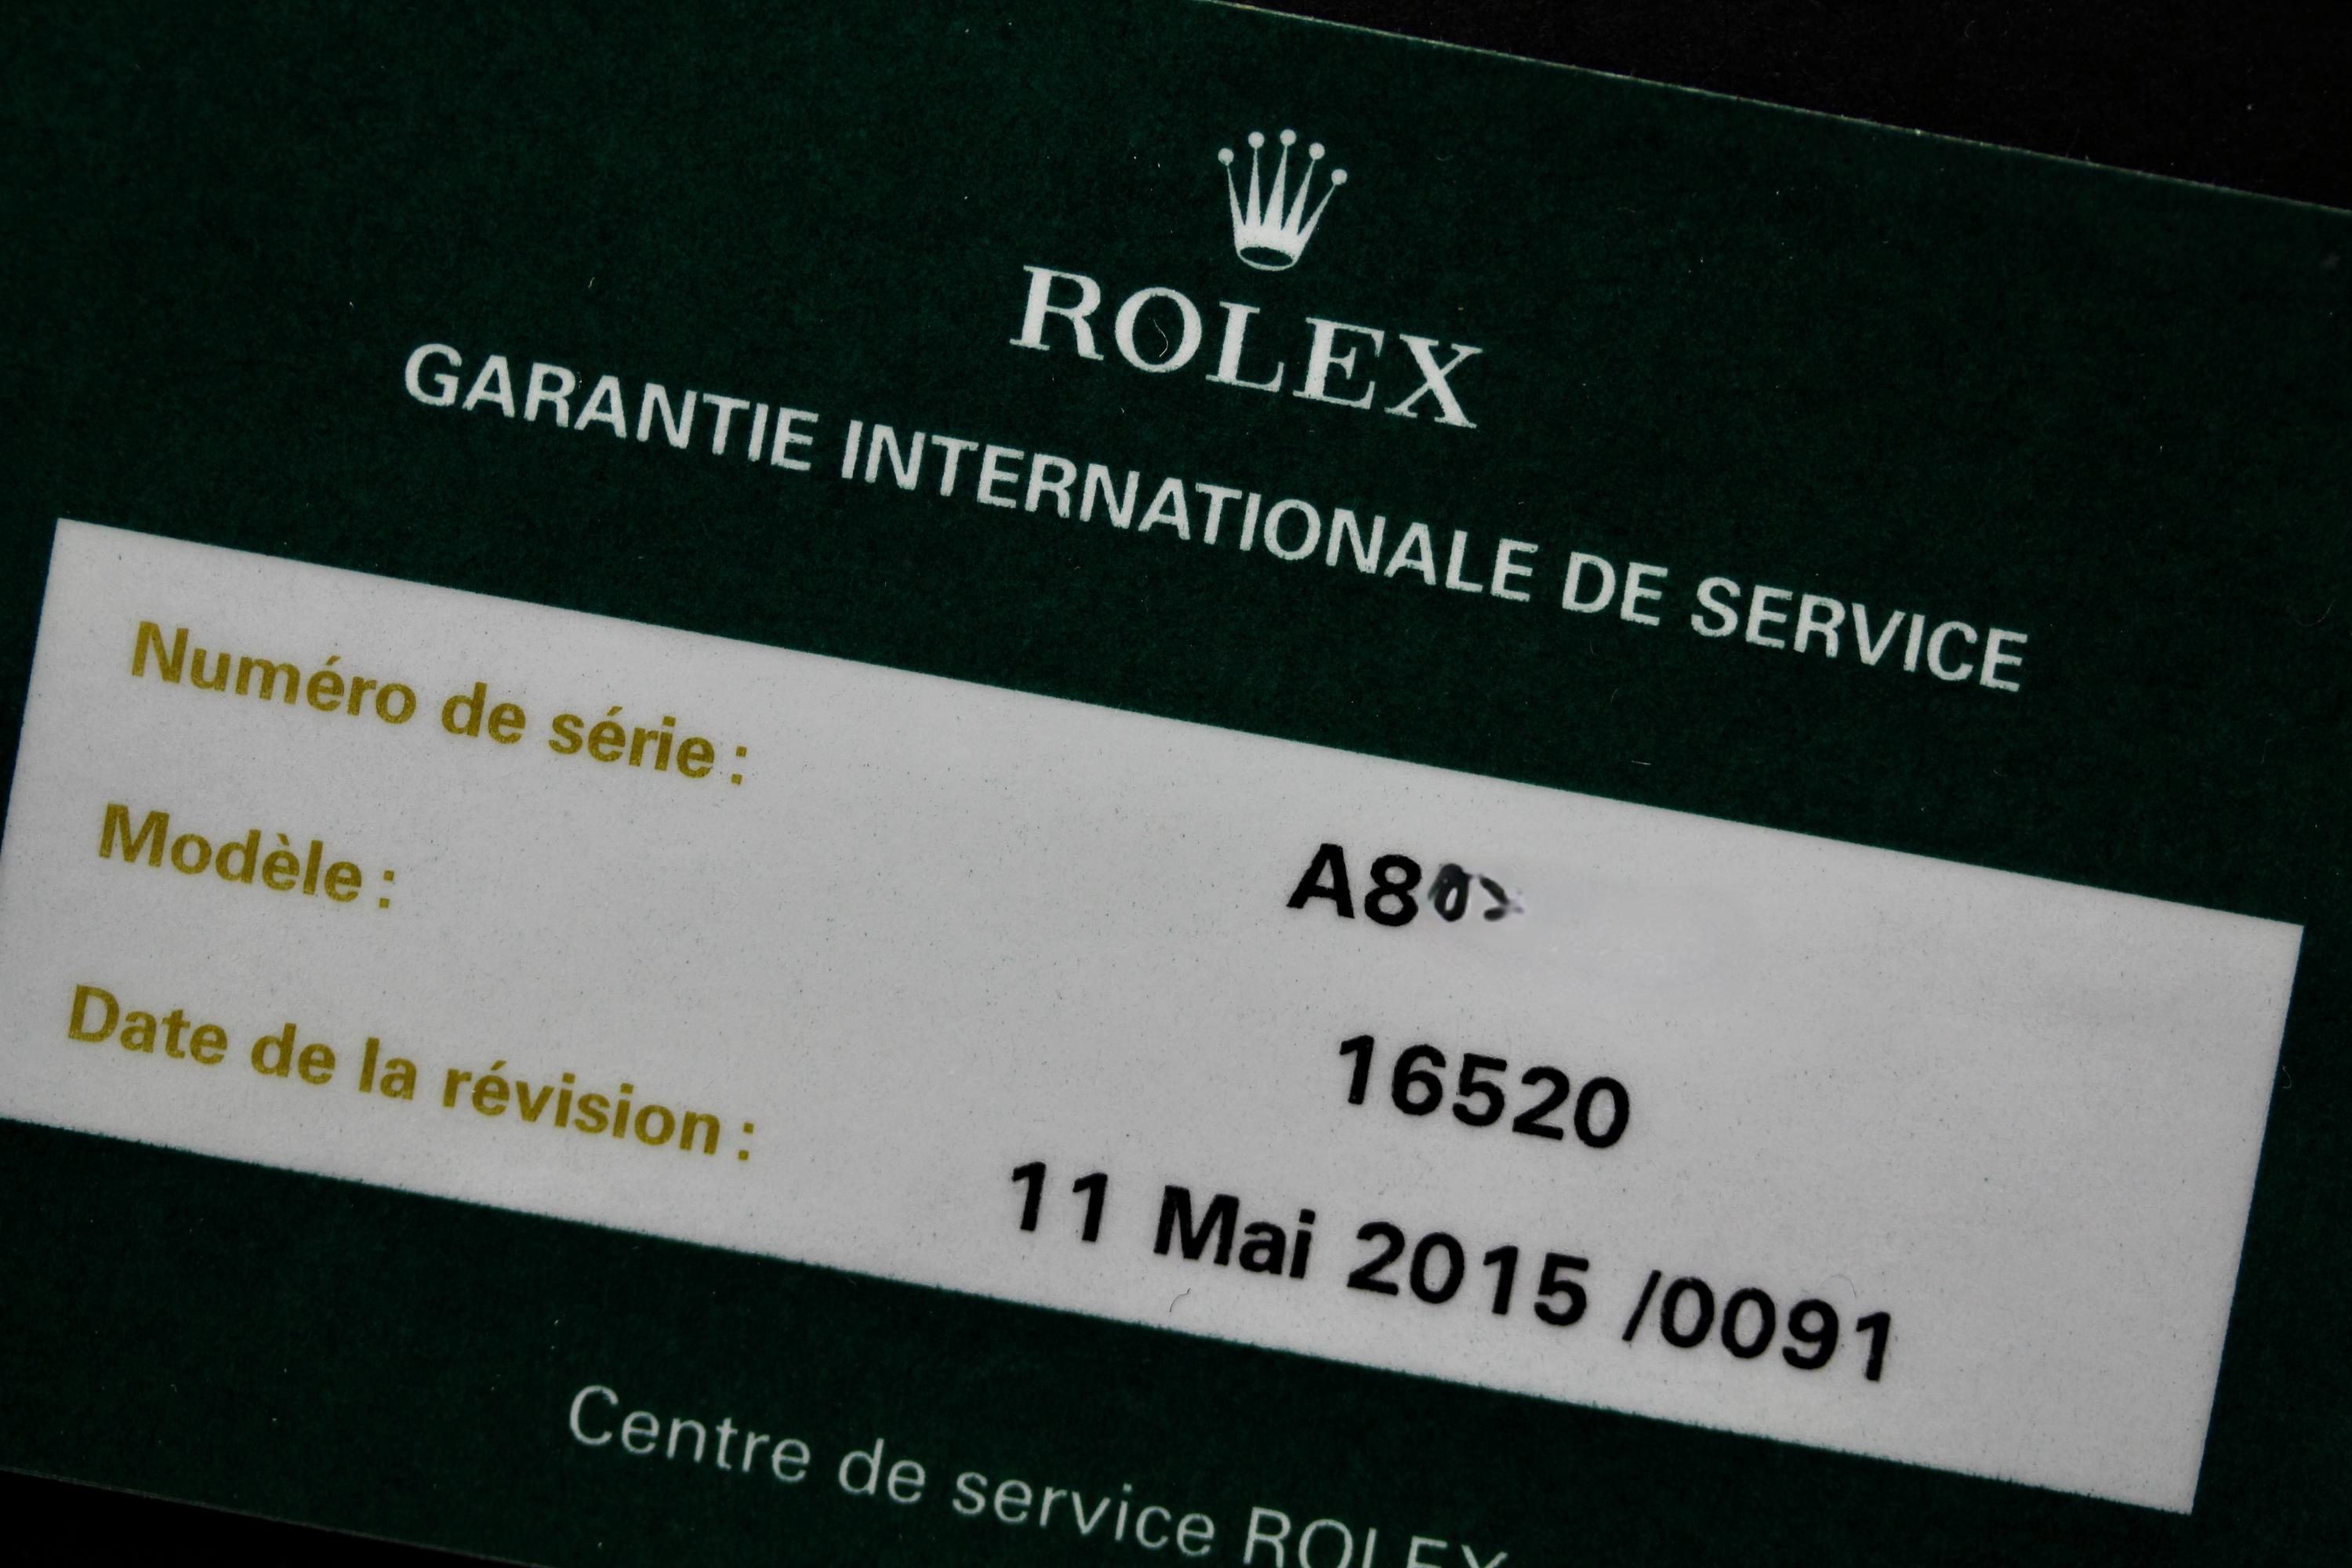 ROLEX
GARANTIE INTERNATIONALE DE SERVICE
Numéro de série :
Modèle : 16520
Date de la révision : 11 Mai 2015 /0091
Centre de service ROLEX